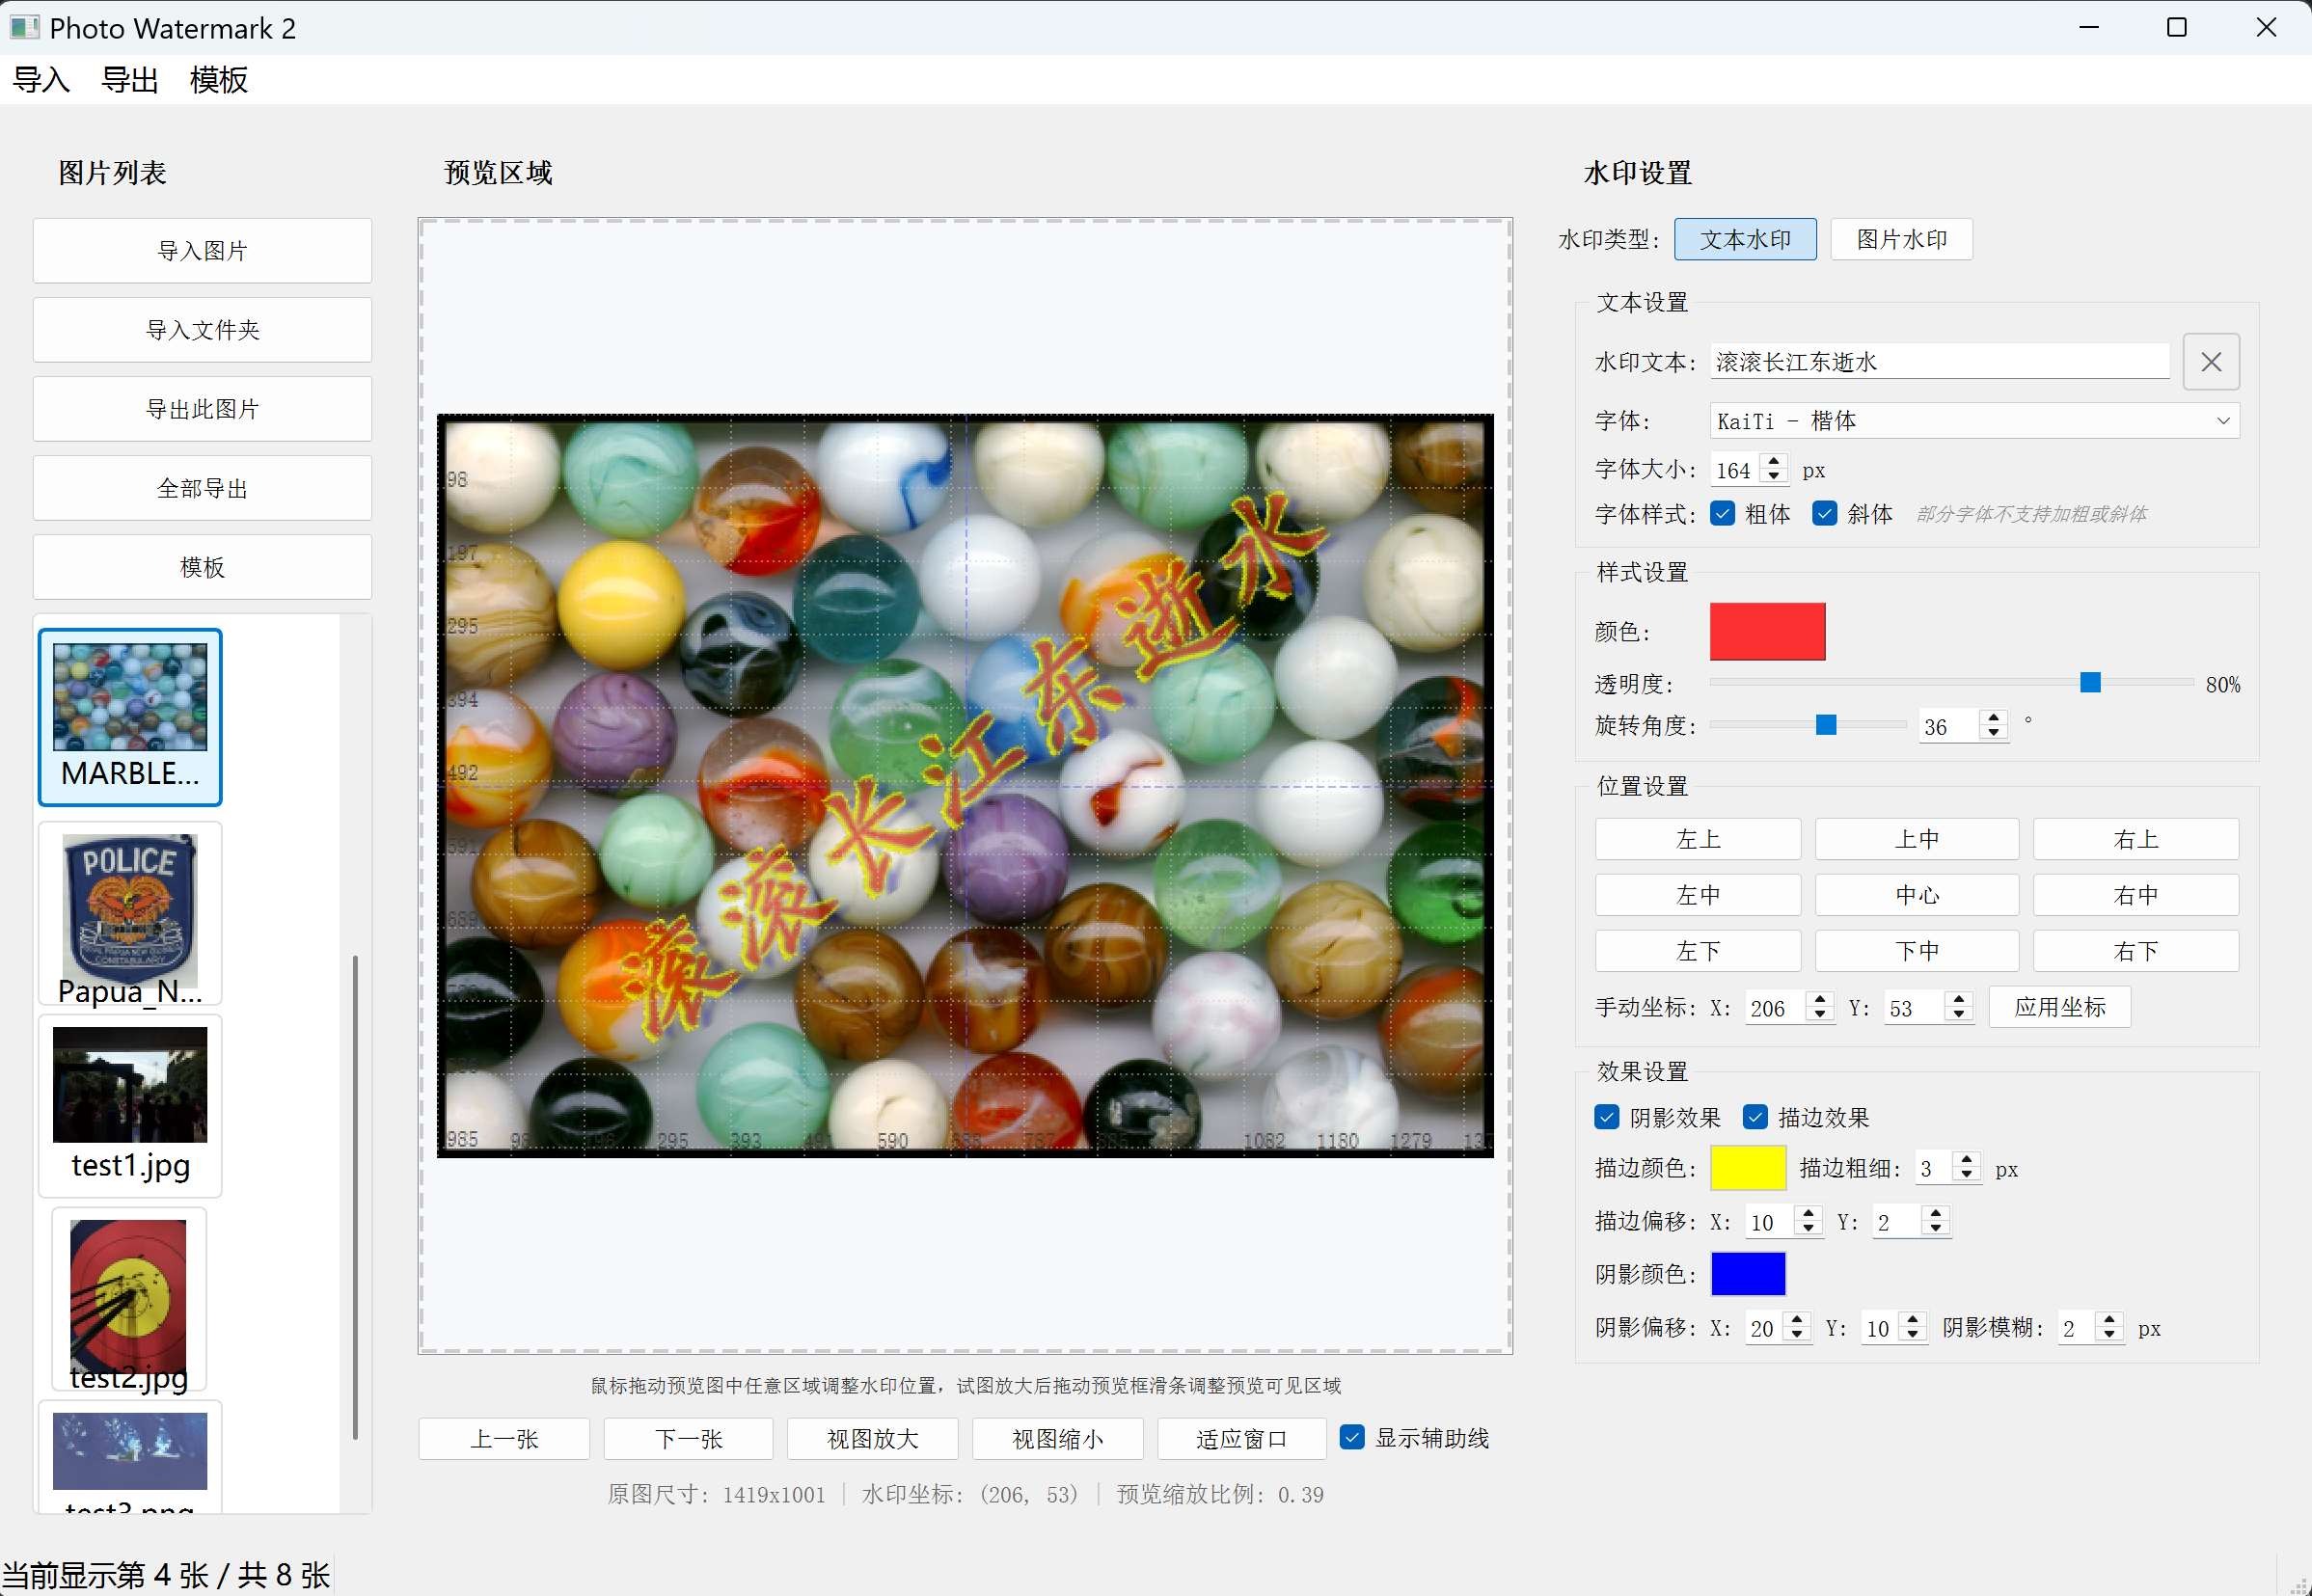 Photo Watermark 2
导入 导出 模板
图片列表
导入图片
导入文件夹
导出此图片
全部导出
模板
MARBLE...
POLICE
CONSTABULARY
Papua_N...
test1.jpg
test2.jpg
test3.png
当前显示第 4 张 / 共 8 张
预览区域
98
197
295
394
492
591
689
985 295 393 590 787 1082 1180 1279
滚滚长江东逝水
鼠标拖动预览图中任意区域调整水印位置，试图放大后拖动预览框滑条调整预览可见区域
上一张 下一张 视图放大 视图缩小 适应窗口 显示辅助线
原图尺寸: 1419x1001 | 水印坐标: (206, 53) | 预览缩放比例: 0.39
水印设置
水印类型: 文本水印 图片水印
文本设置
水印文本: 滚滚长江东逝水
字体: KaiTi - 楷体
字体大小: 164 px
字体样式: 粗体 斜体 部分字体不支持加粗或斜体
样式设置
颜色:
透明度: 80%
旋转角度: 36 °
位置设置
左上 上中 右上
左中 中心 右中
左下 下中 右下
手动坐标: X: 206 Y: 53 应用坐标
效果设置
阴影效果 描边效果
描边颜色: 描边粗细: 3 px
描边偏移: X: 10 Y: 2
阴影颜色:
阴影偏移: X: 20 Y: 10 阴影模糊: 2 px